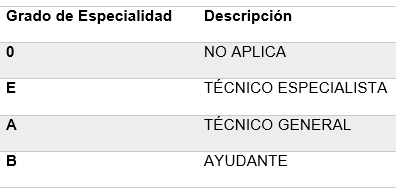 Grado de Especialidad Descripción
0 NO APLICA
E TÉCNICO ESPECIALISTA
A TÉCNICO GENERAL
B AYUDANTE